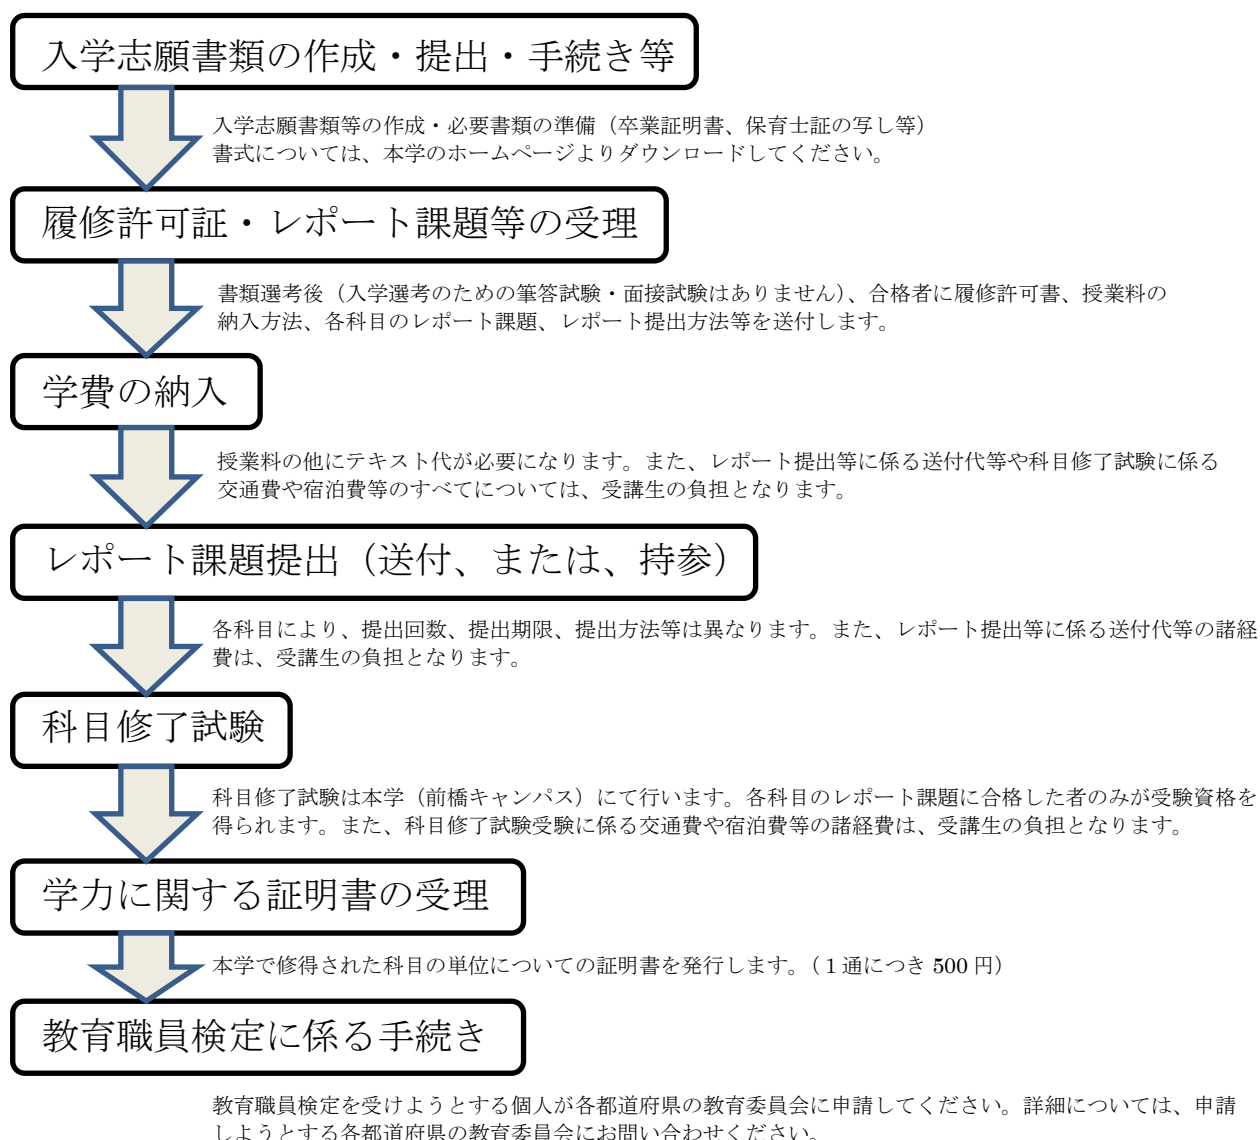 入学志願書類の作成・提出・手続き等
入学志願書類等の作成・必要書類の準備（卒業証明書、保育士証の写し等）
書式については、本学のホームページよりダウンロードしてください。
履修許可証・レポート課題等の受理
書類選考後（入学選考のための筆答試験・面接試験はありません）、合格者に履修許可書、授業料の
納入方法、各科目のレポート課題、レポート提出方法等を送付します。
学費の納入
授業料の他にテキスト代が必要になります。また、レポート提出等に係る送付代等や科目修了試験に係る
交通費や宿泊費等のすべてについては、受講生の負担となります。
レポート課題提出（送付、または、持参）
各科目により、提出回数、提出期限、提出方法等は異なります。また、レポート提出等に係る送付代等の諸経
費は、受講生の負担となります。
科目修了試験
科目修了試験は本学（前橋キャンパス）にて行います。各科目のレポート課題に合格した者のみが受験資格を
得られます。また、科目修了試験受験に係る交通費や宿泊費等の諸経費は、受講生の負担となります。
学力に関する証明書の受理
本学で修得された科目の単位についての証明書を発行します。（１通につき 500 円）
教育職員検定に係る手続き
教育職員検定を受けようとする個人が各都道府県の教育委員会に申請してください。詳細については、申請
しようとする各都道府県の教育委員会にお問い合わせください。